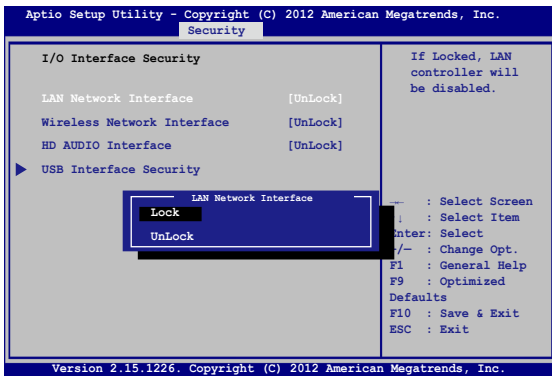 Aptio Setup Utility - Copyright (C) 2012 American Megatrends, Inc.
Security
I/O Interface Security
LAN Network Interface [UnLock]
Wireless Network Interface [UnLock]
HD AUDIO Interface [UnLock]
USB Interface Security
If Locked, LAN
controller will
be disabled.
LAN Network Interface
Lock
UnLock
→← : Select Screen
↓ : Select Item
Enter: Select
/— : Change Opt.
F1 : General Help
F9 : Optimized
Defaults
F10 : Save & Exit
ESC : Exit
Version 2.15.1226. Copyright (C) 2012 American Megatrends, Inc.